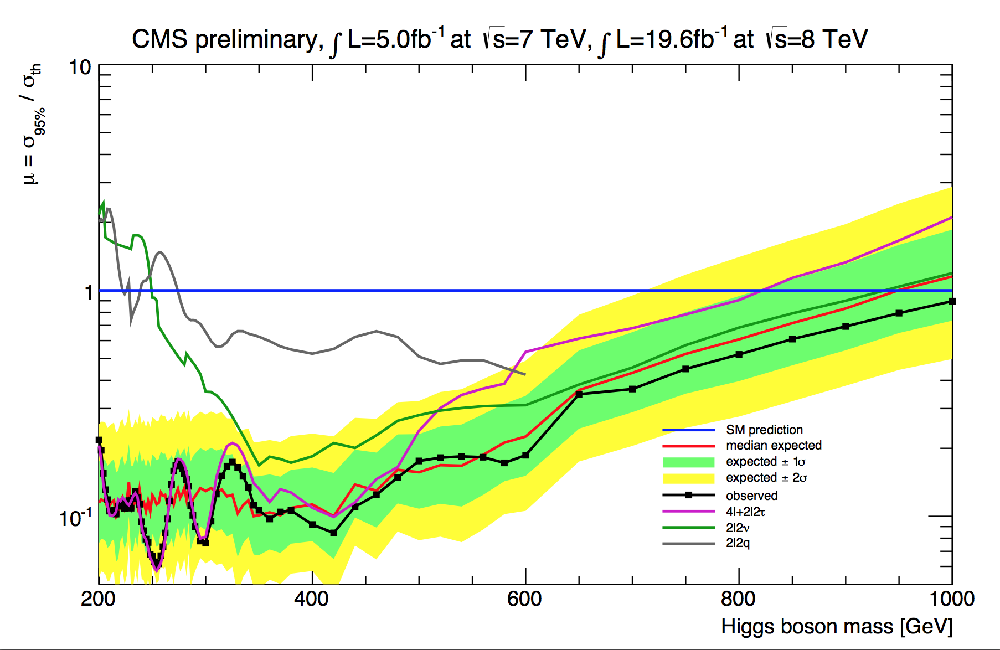 CMS preliminary, ∫ L=5.0fb-1 at √s=7 TeV, ∫ L=19.6fb-1 at √s=8 TeV
μ = σ95% / σth
10
1
10-1
SM prediction
median expected
expected ± 1σ
expected ± 2σ
observed
4l+2l2τ
2l2ν
2l2q
200 400 600 800 1000
Higgs boson mass [GeV]